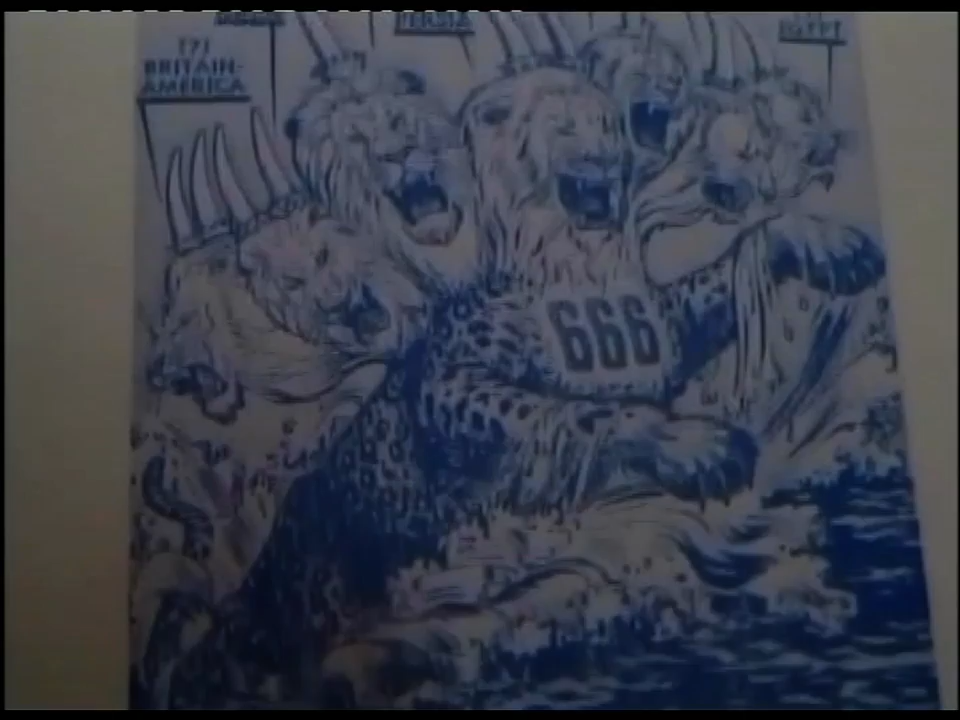 PERSIA
EGYPT
(7)
BRITAIN-
AMERICA
666